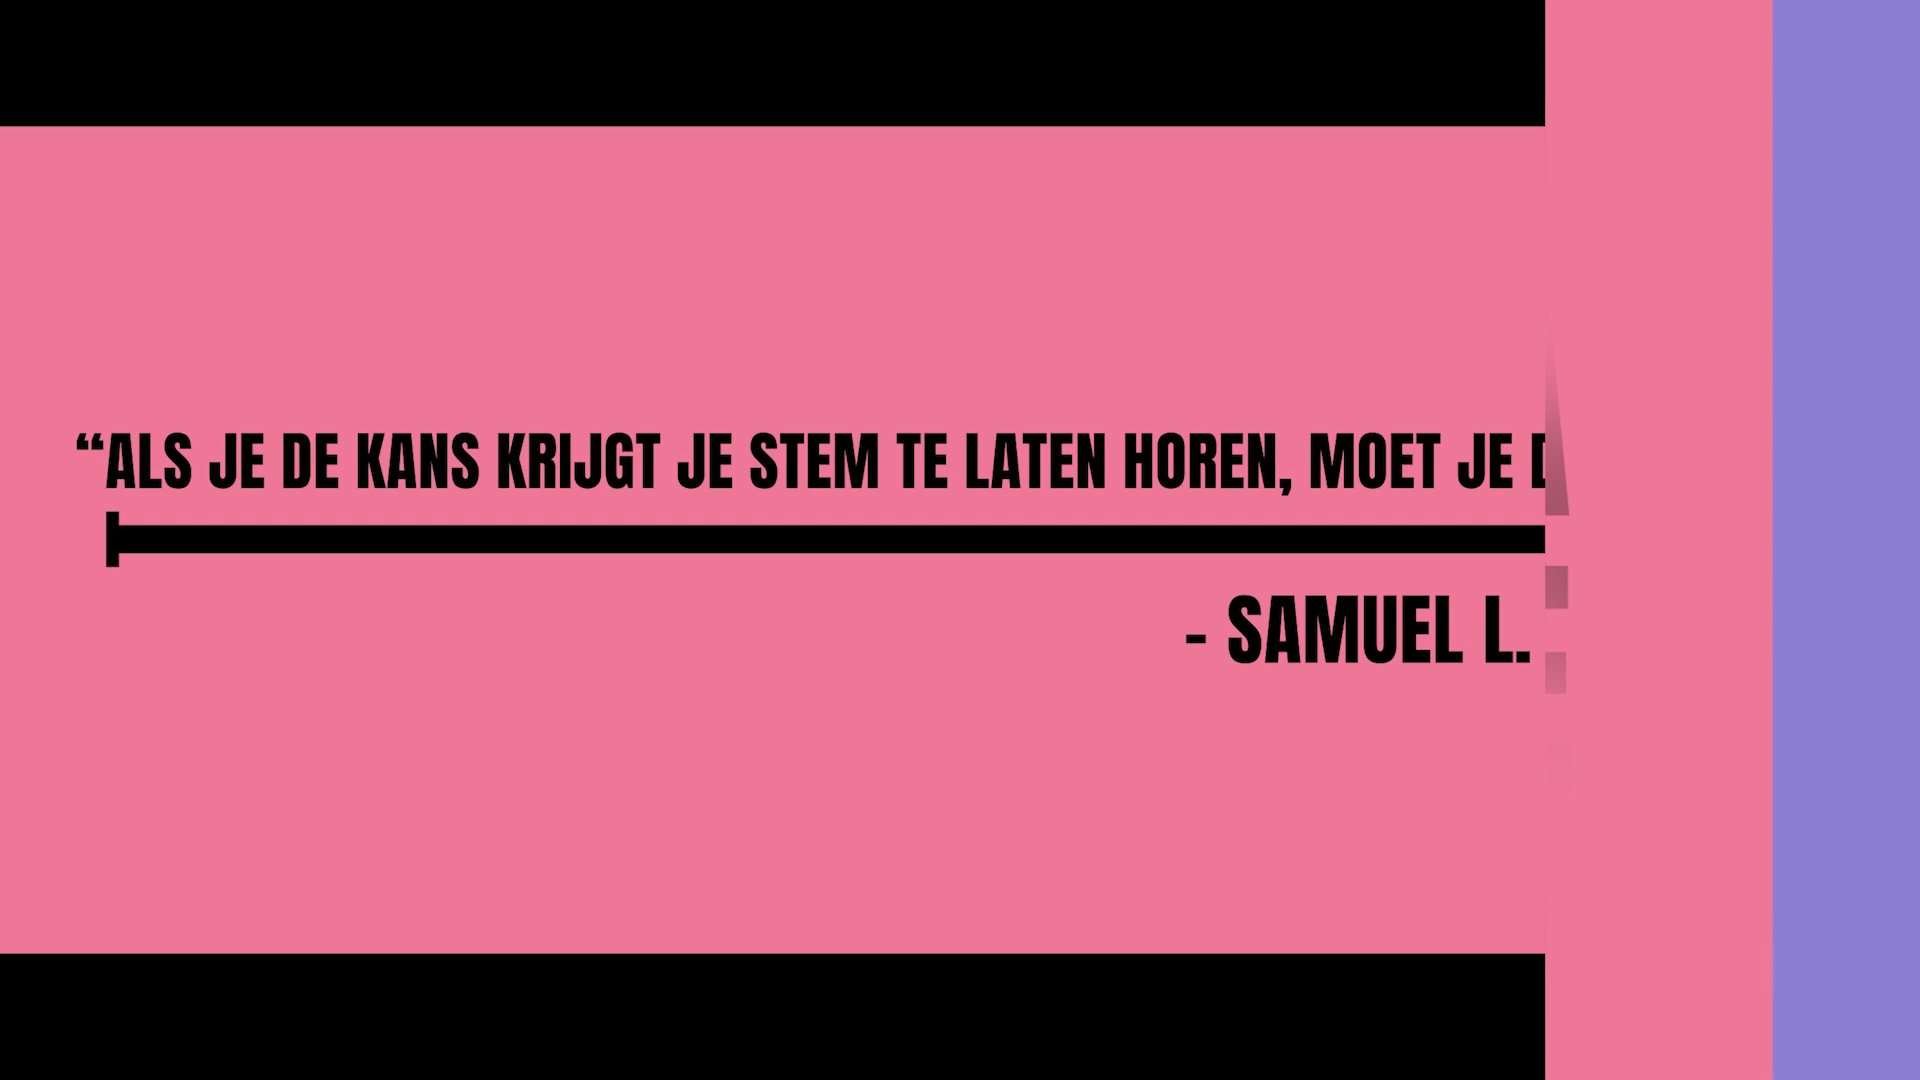 “ALS JE DE KANS KRIJGT JE STEM TE LATEN HOREN, MOET JE
- SAMUEL L.